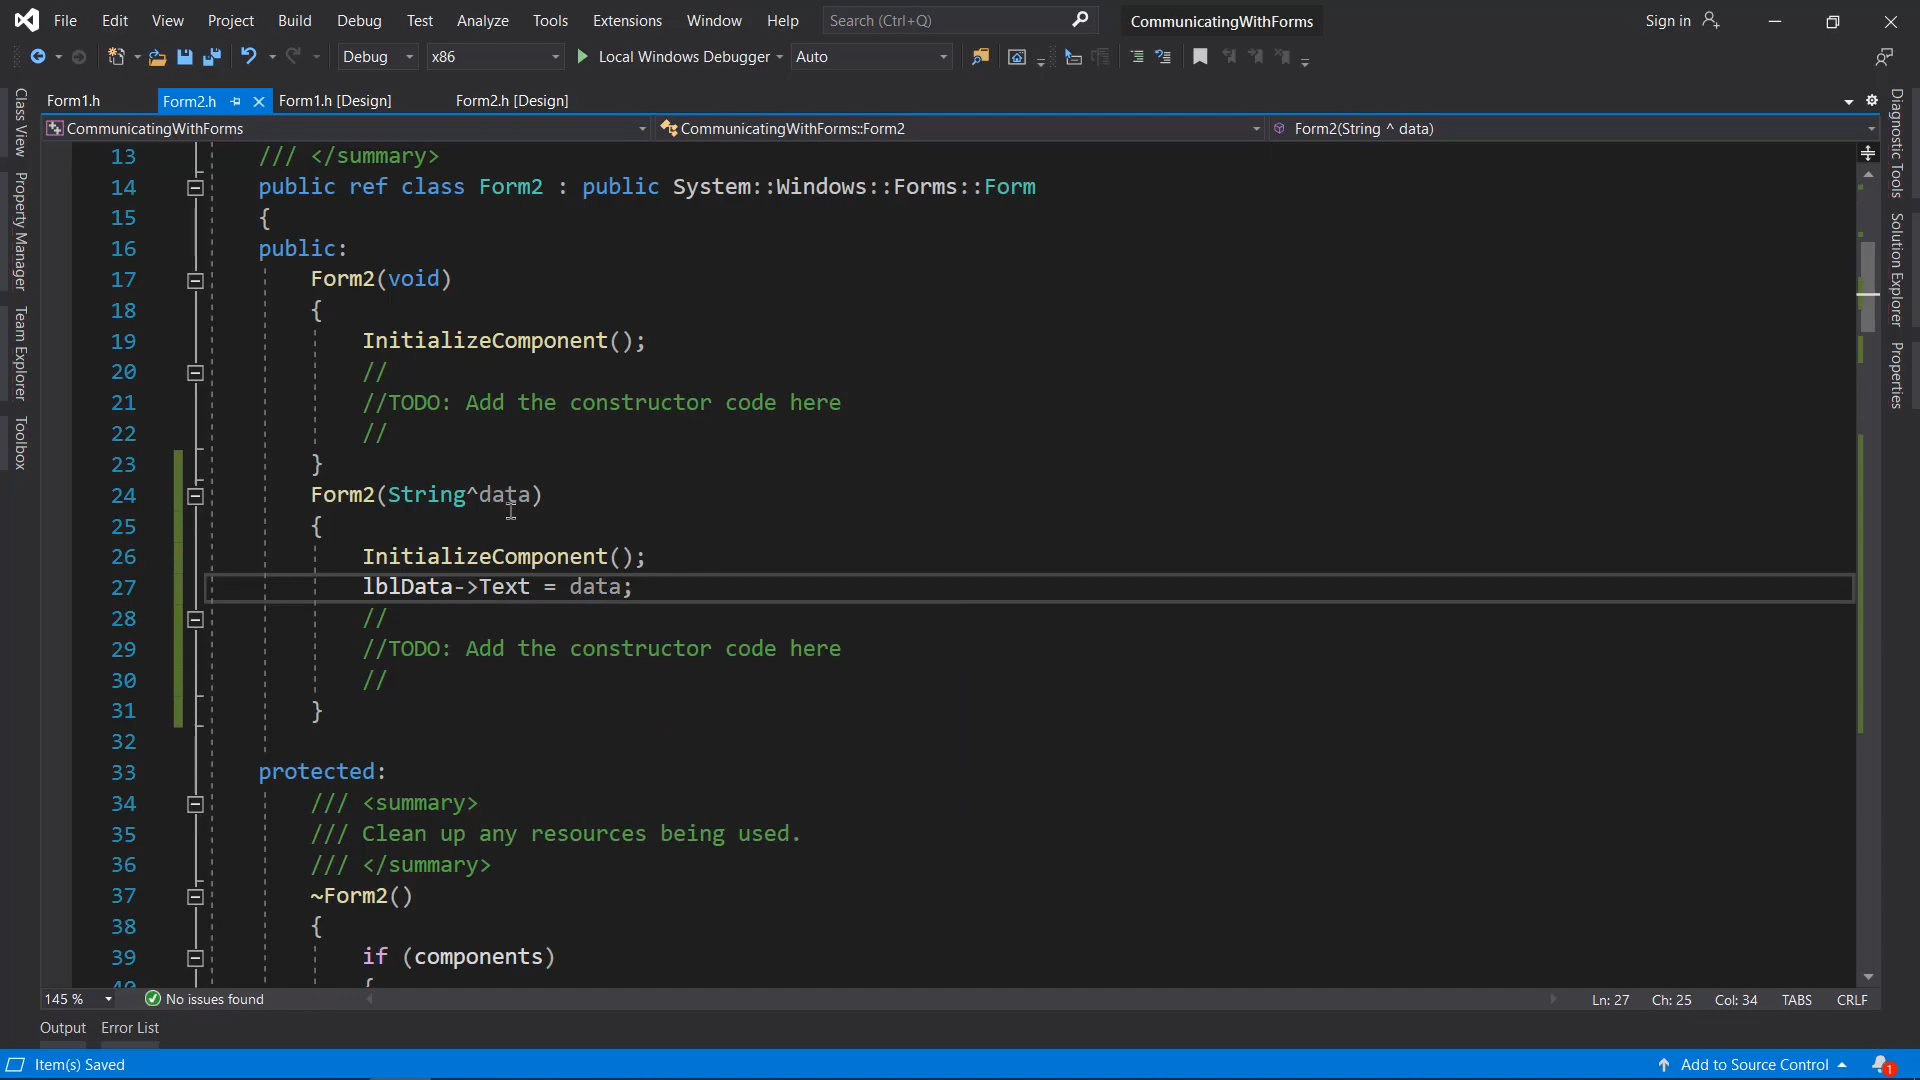 File Edit View Project Build Debug Test Analyze Tools Extensions Window Help Search (Ctrl+Q) CommunicatingWithForms Sign in
Debug x86 Local Windows Debugger Auto
Form1.h Form2.h Form1.h [Design] Form2.h [Design]
CommunicatingWithForms CommunicatingWithForms::Form2 Form2(String ^ data)
Class View
Property Manager
Team Explorer
Toolbox
13 /// </summary>
14 public ref class Form2 : public System::Windows::Forms::Form
15 {
16 public:
17 Form2(void)
18 {
19 InitializeComponent();
20 //
21 //TODO: Add the constructor code here
22 //
23 }
24 Form2(String^data)
25 {
26 InitializeComponent();
27 lblData->Text = data;
28 //
29 //TODO: Add the constructor code here
30 //
31 }
32
33 protected:
34 /// <summary>
35 /// Clean up any resources being used.
36 /// </summary>
37 ~Form2()
38 {
39 if (components)
40 {
Diagnostic Tools
Solution Explorer
Properties
145 % No issues found Ln: 27 Ch: 25 Col: 34 TABS CRLF
Output Error List
Item(s) Saved Add to Source Control 1